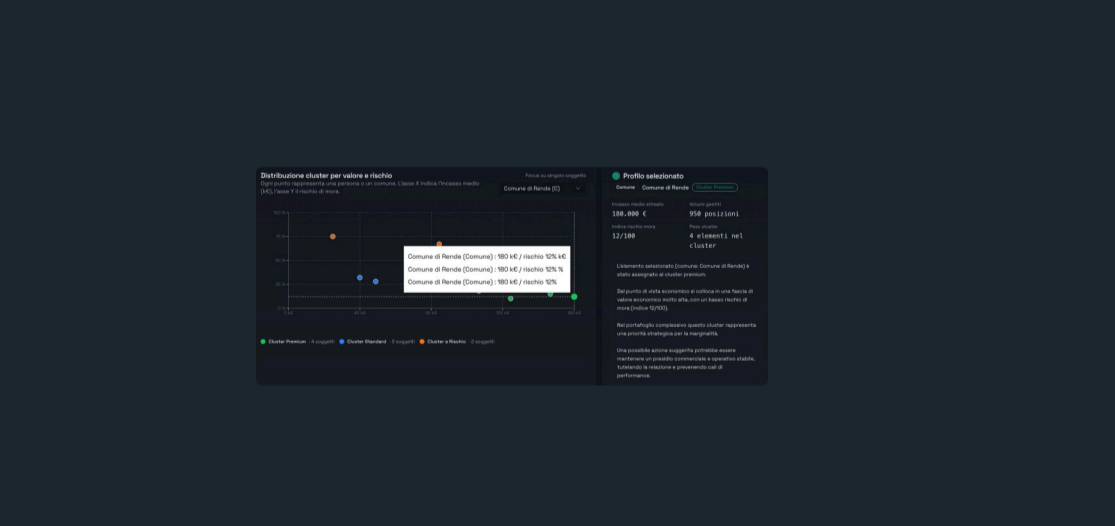 Distribuzione cluster per valore e rischio
Ogni punto rappresenta una persona o un comune. L'asse X indica l'incasso medio
(k€), l'asse Y il rischio di mora.
Focus su singolo soggetto
Comune di Rende (C)
100 %
75 %
Comune di Rende (Comune) : 180 k€ / rischio 12% k€
Comune di Rende (Comune) : 180 k€ / rischio 12% %
Comune di Rende (Comune) : 180 k€ / rischio 12%
Cluster Premium · 4 soggetti
Cluster Standard
Cluster a Rischio · 2 soggetti
Profilo selezionato
Comune Comune di Rende Cluster Premium
Incasso medio stimato
180.000 €
Volumi gestiti
950 posizioni
Indice rischio mora
12/100
Peso cluster
4 elementi nel
cluster
L'elemento selezionato (comune: Comune di Rende) è
stato assegnato al cluster premium.
Dal punto di vista economico si colloca in una fascia di
valore economico molto alta, con un basso rischio di
mora (indice 12/100).
Nel portafoglio complessivo questo cluster rappresenta
una priorità strategica per la marginalità.
Una possibile azione suggerita potrebbe essere
mantenere un presidio commerciale e operativo stabile,
tutelando la relazione e prevenendo cali di
performance.